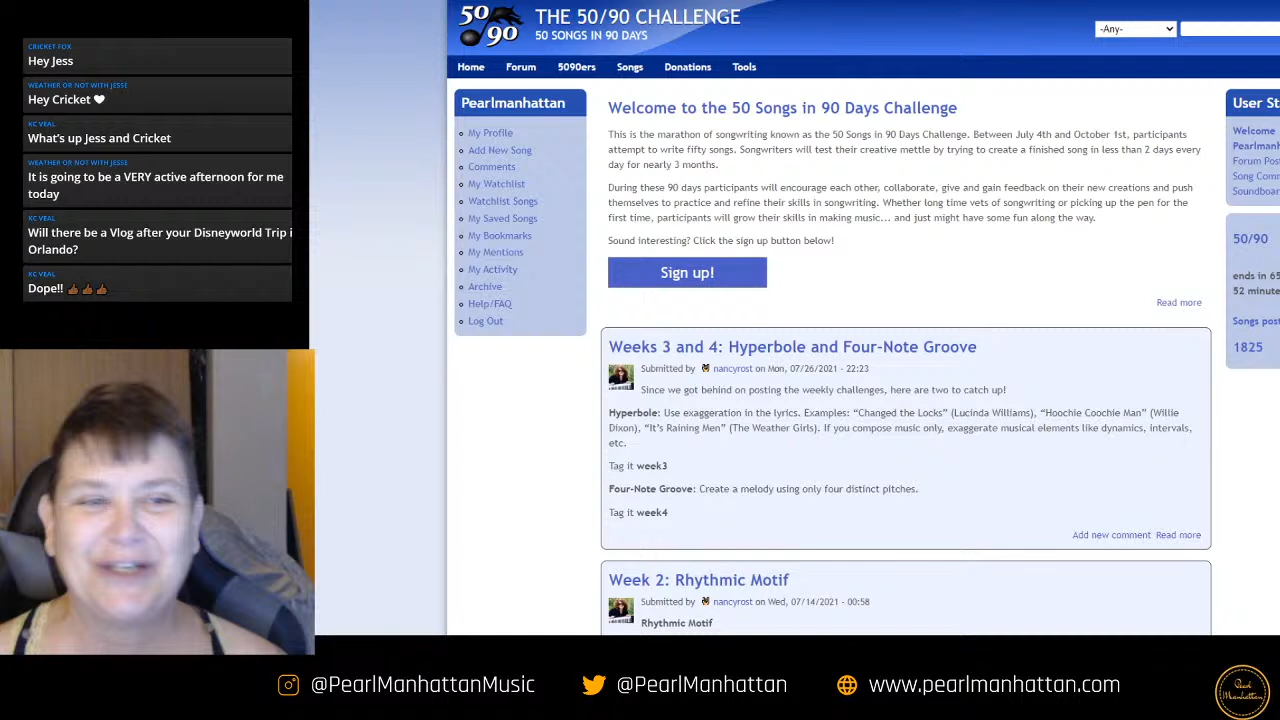 CRICKET FOX
Hey Jess
WEATHER OR NOT WITH JESSE
Hey Cricket ♥
KC VEAL
What's up Jess and Cricket
WEATHER OR NOT WITH JESSE
It is going to be a VERY active afternoon for me
today
KC VEAL
Will there be a Vlog after your Disneyworld Trip i
Orlando?
KC VEAL
Dope!! 👍🏾👍🏾👍🏾
50
90
THE 50/90 CHALLENGE
50 SONGS IN 90 DAYS
-Any-
Home Forum 5090ers Songs Donations Tools
Pearlmanhattan
My Profile
Add New Song
Comments
My Watchlist
Watchlist Songs
My Saved Songs
My Bookmarks
My Mentions
My Activity
Archive
Help/FAQ
Log Out
Welcome to the 50 Songs in 90 Days Challenge
This is the marathon of songwriting known as the 50 Songs in 90 Days Challenge. Between July 4th and October 1st, participants
attempt to write fifty songs. Songwriters will test their creative mettle by trying to create a finished song in less than 2 days every
day for nearly 3 months.
During these 90 days participants will encourage each other, collaborate, give and gain feedback on their new creations and push
themselves to practice and refine their skills in songwriting. Whether long time vets of songwriting or picking up the pen for the
first time, participants will grow their skills in making music... and just might have some fun along the way.
Sound interesting? Click the sign up button below!
Sign up!
Read more
Weeks 3 and 4: Hyperbole and Four-Note Groove
Submitted by nancyrost on Mon, 07/26/2021 - 22:23
Since we got behind on posting the weekly challenges, here are two to catch up!
Hyperbole: Use exaggeration in the lyrics. Examples: “Changed the Locks” (Lucinda Williams), “Hoochie Coochie Man” (Willie
Dixon), “It’s Raining Men” (The Weather Girls). If you compose music only, exaggerate musical elements like dynamics, intervals,
etc.
Tag it week3
Four-Note Groove: Create a melody using only four distinct pitches.
Tag it week4
Add new comment Read more
Week 2: Rhythmic Motif
Submitted by nancyrost on Wed, 07/14/2021 - 00:58
Rhythmic Motif
User St
Welcome
Pearlmanh
Forum Post
Song Comm
Soundboar
50/90
ends in 65
52 minute
Songs post
1825
@PearlManhattanMusic
@PearlManhattan
www.pearlmanhattan.com
Pearl
Manhattan